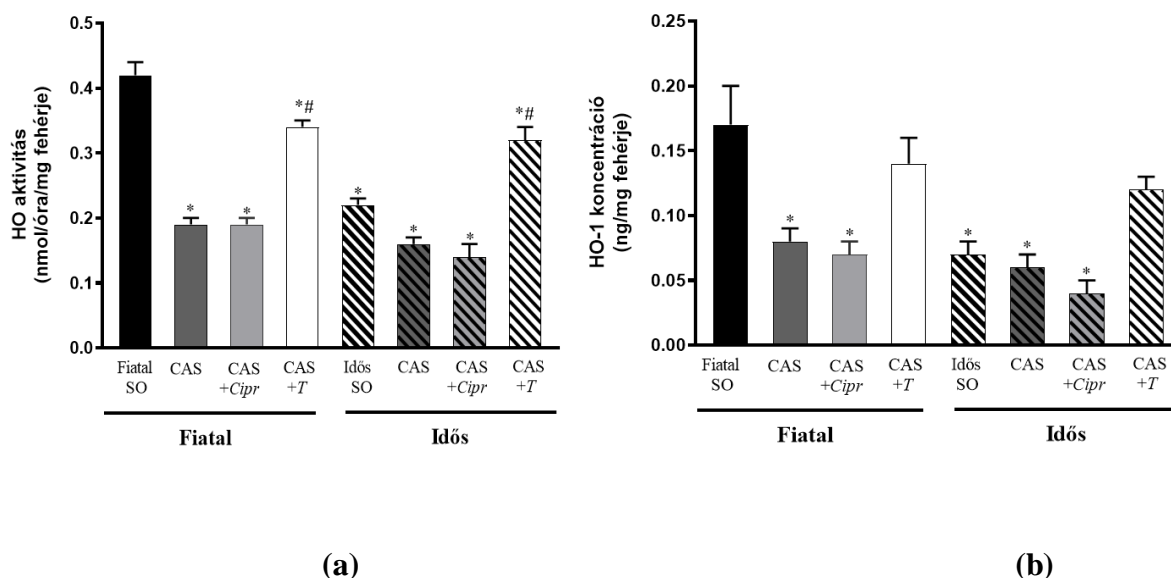 HO aktivitás
(nmol/óra/mg fehérje)
0.5
0.4
0.3
0.2
0.1
0.0
*
*
*#
*
*
*
*#
Fiatal
SO
CAS
CAS
+Cipr
CAS
+T
Idős
SO
CAS
CAS
+Cipr
CAS
+T
Fiatal
Idős
(a)
HO-1 koncentráció
(ng/mg fehérje)
0.25
0.20
0.15
0.10
0.05
0.00
*
*
*
*
*
Fiatal
SO
CAS
CAS
+Cipr
CAS
+T
Idős
SO
CAS
CAS
+Cipr
CAS
+T
Fiatal
Idős
(b)